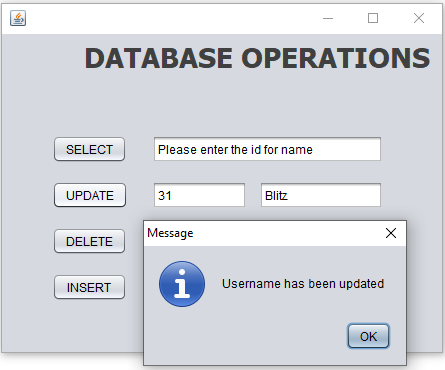 DATABASE OPERATIONS
SELECT Please enter the id for name
UPDATE 31 Blitz
DELETE
INSERT
Message
Username has been updated
OK